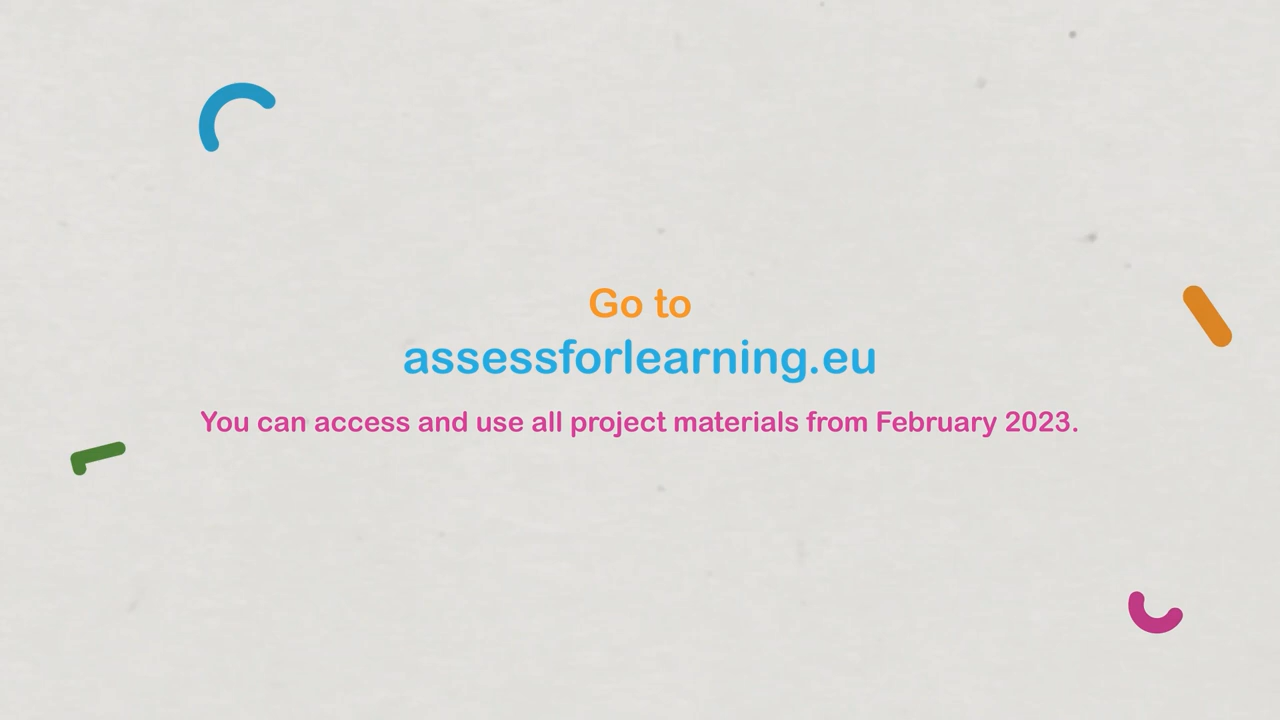 Go to
assessforlearning.eu
You can access and use all project materials from February 2023.